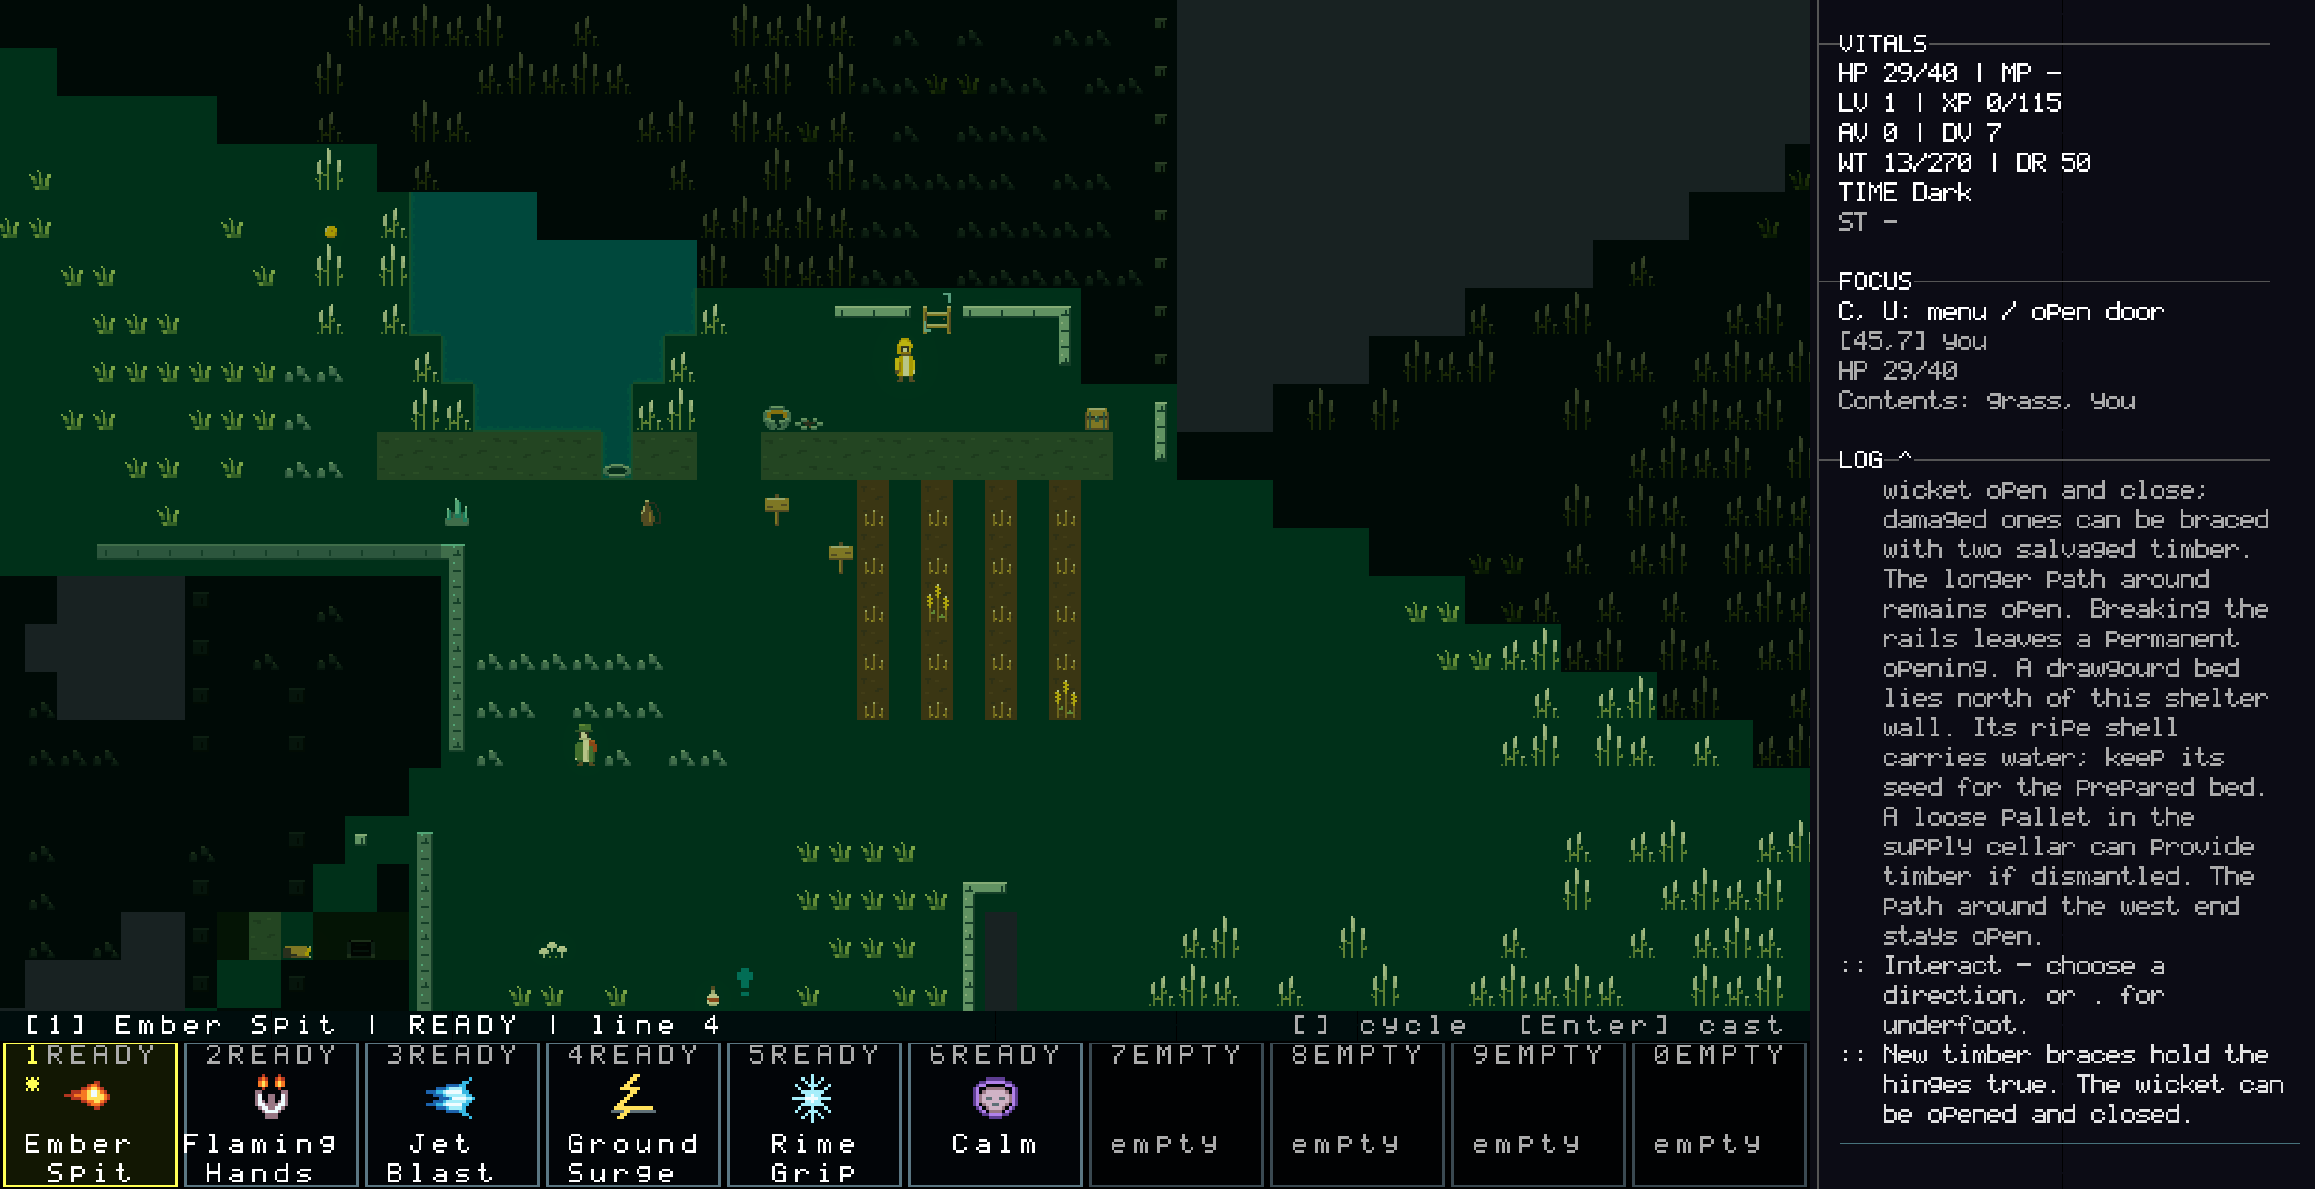 VITALS
HP 29/40 | MP -
LV 1 | XP 0/115
AV 0 | DV 7
WT 13/270 | DR 50
TIME Dark
ST -
FOCUS
C, U: menu / open door
[45,7] you
HP 29/40
Contents: grass, you
LOG ^
wicket open and close;
damaged ones can be braced
with two salvaged timber.
The longer path around
remains open. Breaking the
rails leaves a permanent
opening. A drawgourd bed
lies north of this shelter
wall. Its ripe shell
carries water; keep its
seed for the prepared bed.
A loose pallet in the
supply cellar can provide
timber if dismantled. The
path around the west end
stays open.
:: Interact - choose a
direction, or . for
underfoot.
:: New timber braces hold the
hinges true. The wicket can
be opened and closed.
[1] Ember Spit | READY | line 4
[] cycle [Enter] cast
1READY 2READY 3READY 4READY 5READY 6READY 7EMPTY 8EMPTY 9EMPTY 0EMPTY
Ember Flaming Jet Ground Rime Calm empty empty empty empty
Spit Hands Blast Surge Grip